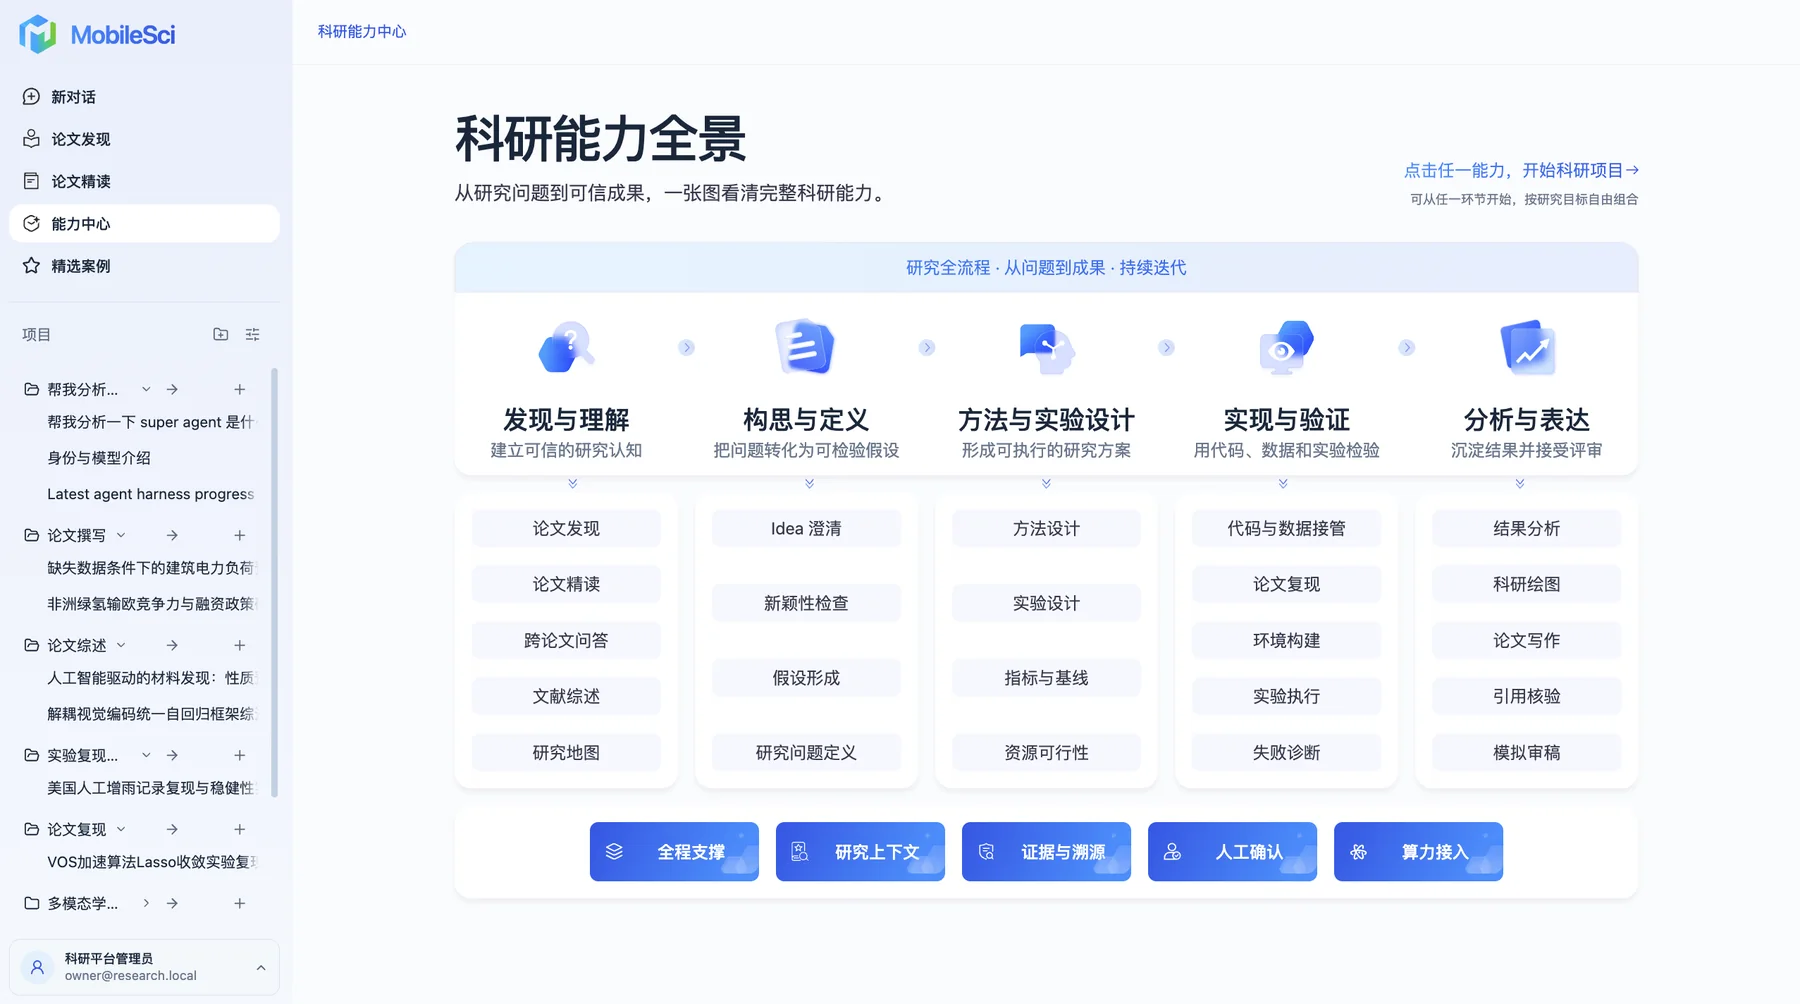 MobileSci
新对话
论文发现
论文精读
能力中心
精选案例
项目
帮我分析...
帮我分析一下 super agent 是什
身份与模型介绍
Latest agent harness progress
论文撰写
缺失数据条件下的建筑电力负荷
非洲绿氢输欧竞争力与融资政策
论文综述
人工智能驱动的材料发现：性质
解耦视觉编码统一自回归框架综
实验复现...
美国人工增雨记录复现与稳健性
论文复现
VOS加速算法Lasso收敛实验复现
多模态学...
科研平台管理员
owner@research.local
科研能力中心
科研能力全景
从研究问题到可信成果，一张图看清完整科研能力。
点击任一能力，开始科研项目→
可从任一环节开始，按研究目标自由组合
研究全流程 · 从问题到成果 · 持续迭代
发现与理解
建立可信的研究认知
构思与定义
把问题转化为可检验假设
方法与实验设计
形成可执行的研究方案
实现与验证
用代码、数据和实验检验
分析与表达
沉淀结果并接受评审
论文发现
论文精读
跨论文问答
文献综述
研究地图
Idea 澄清
新颖性检查
假设形成
研究问题定义
方法设计
实验设计
指标与基线
资源可行性
代码与数据接管
论文复现
环境构建
实验执行
失败诊断
结果分析
科研绘图
论文写作
引用核验
模拟审稿
全程支撑
研究上下文
证据与溯源
人工确认
算力接入